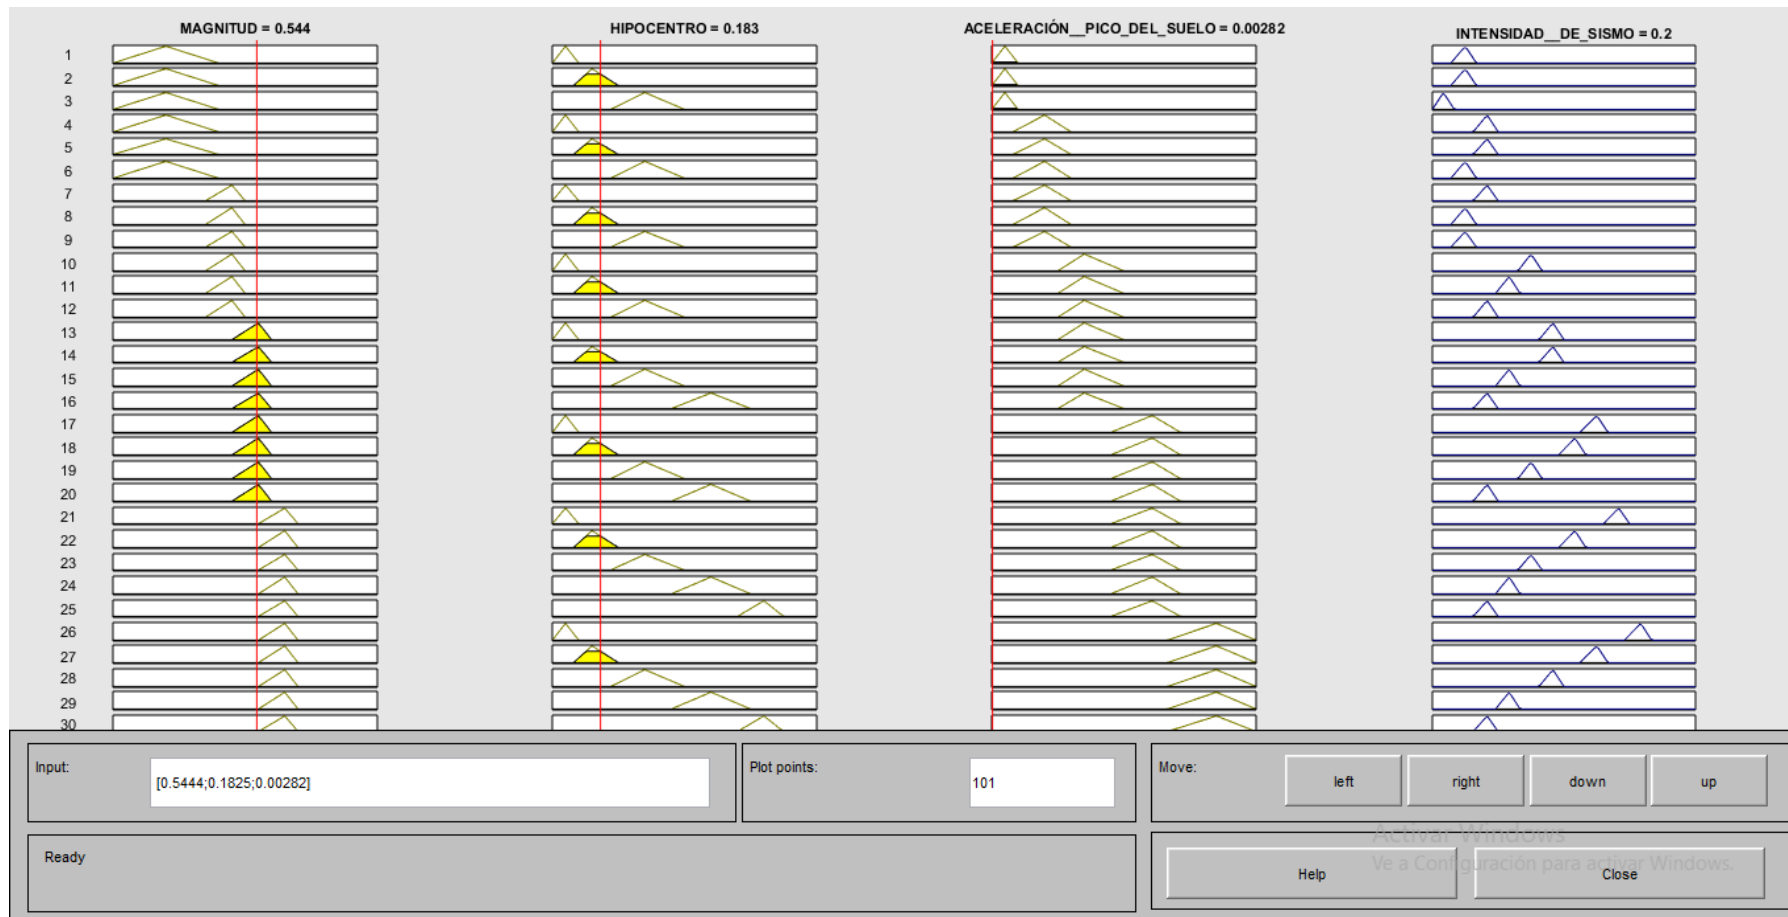 MAGNITUD = 0.544
HIPOCENTRO = 0.183
ACELERACIÓN__PICO_DEL_SUELO = 0.00282
INTENSIDAD__DE_SISMO = 0.2
1
2
3
4
5
6
7
8
9
10
11
12
13
14
15
16
17
18
19
20
21
22
23
24
25
26
27
28
29
30
Input:
[0.5444;0.1825;0.00282]
Plot points:
101
Move:
left
right
down
up
Ready
Help
Close
Activar Windows
Ve a Configuración para activar Windows.